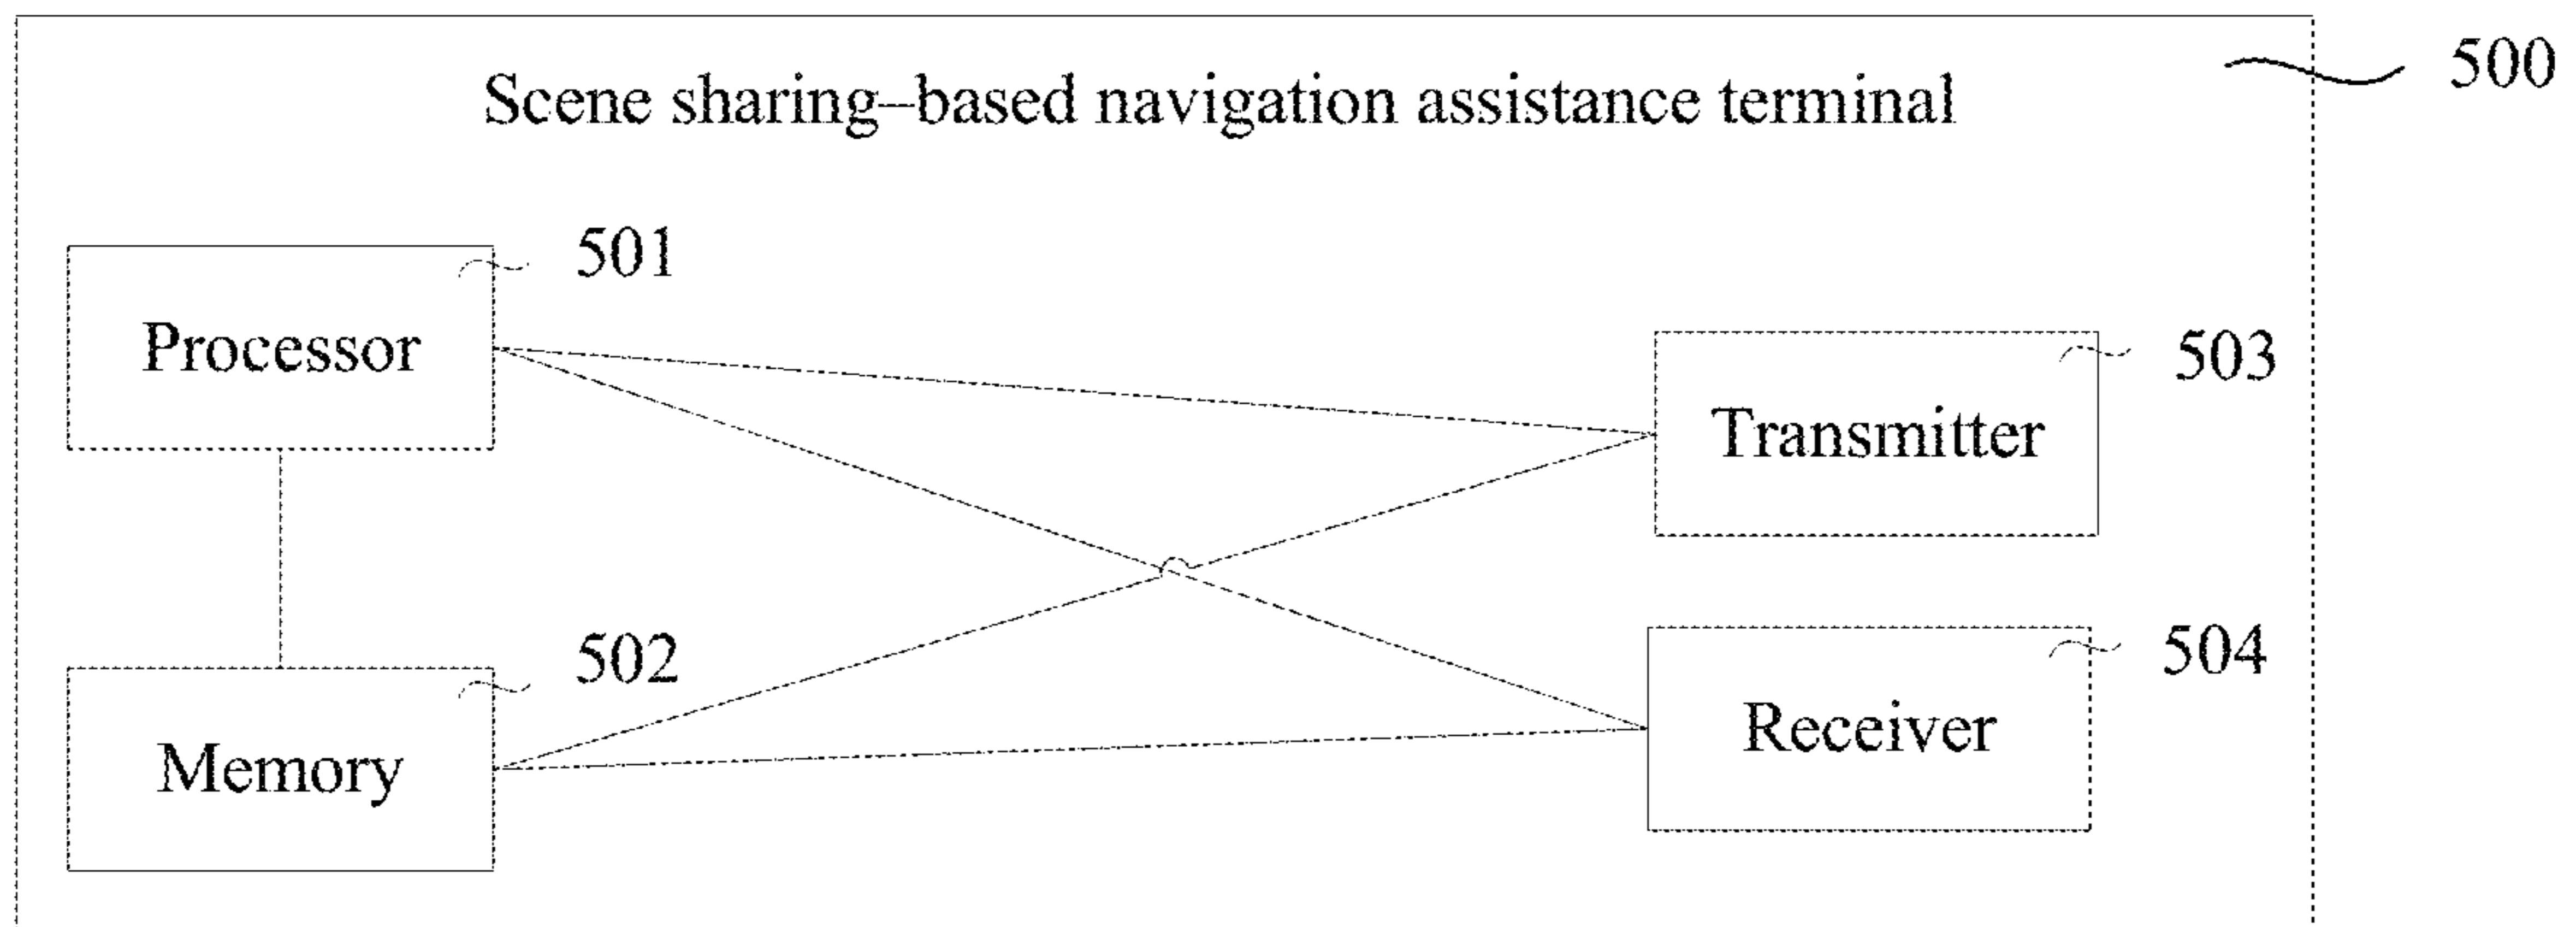 Scene sharing–based navigation assistance terminal
500
501
Processor
503
Transmitter
502
Memory
504
Receiver